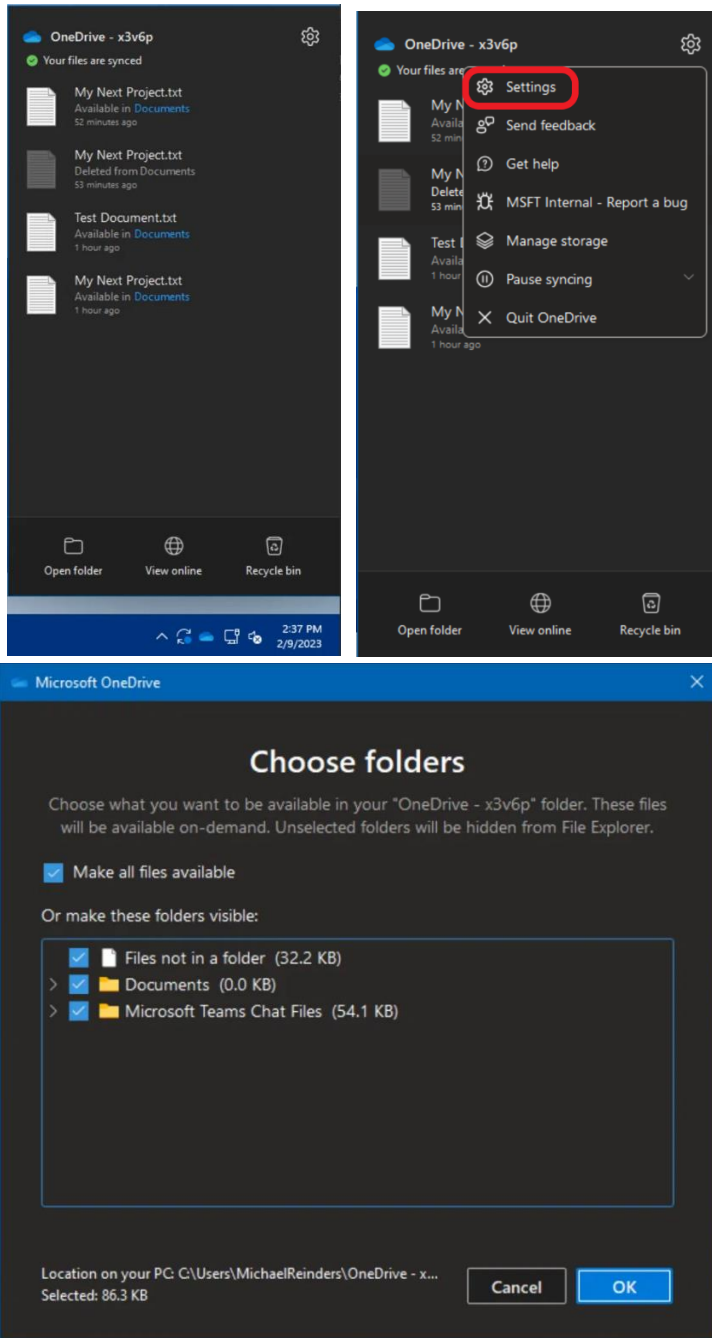 OneDrive - x3v6p
Your files are synced
My Next Project.txt
Available in Documents
52 minutes ago
My Next Project.txt
Deleted from Documents
53 minutes ago
Test Document.txt
Available in Documents
1 hour ago
My Next Project.txt
Available in Documents
1 hour ago
Open folder
View online
Recycle bin
2:37 PM
2/9/2023
OneDrive - x3v6p
Your files are
Settings
Send feedback
Get help
MSFT Internal - Report a bug
Manage storage
Pause syncing
Quit OneDrive
My N
Availa
52 min
My N
Delete
53 min
Test
Availa
1 hour
My N
Availa
1 hour ago
Open folder
View online
Recycle bin
Microsoft OneDrive
Choose folders
Choose what you want to be available in your "OneDrive - x3v6p" folder. These files
will be available on-demand. Unselected folders will be hidden from File Explorer.
Make all files available
Or make these folders visible:
Files not in a folder (32.2 KB)
Documents (0.0 KB)
Microsoft Teams Chat Files (54.1 KB)
Location on your PC: C:\Users\MichaelReinders\OneDrive - x...
Selected: 86.3 KB
Cancel
OK